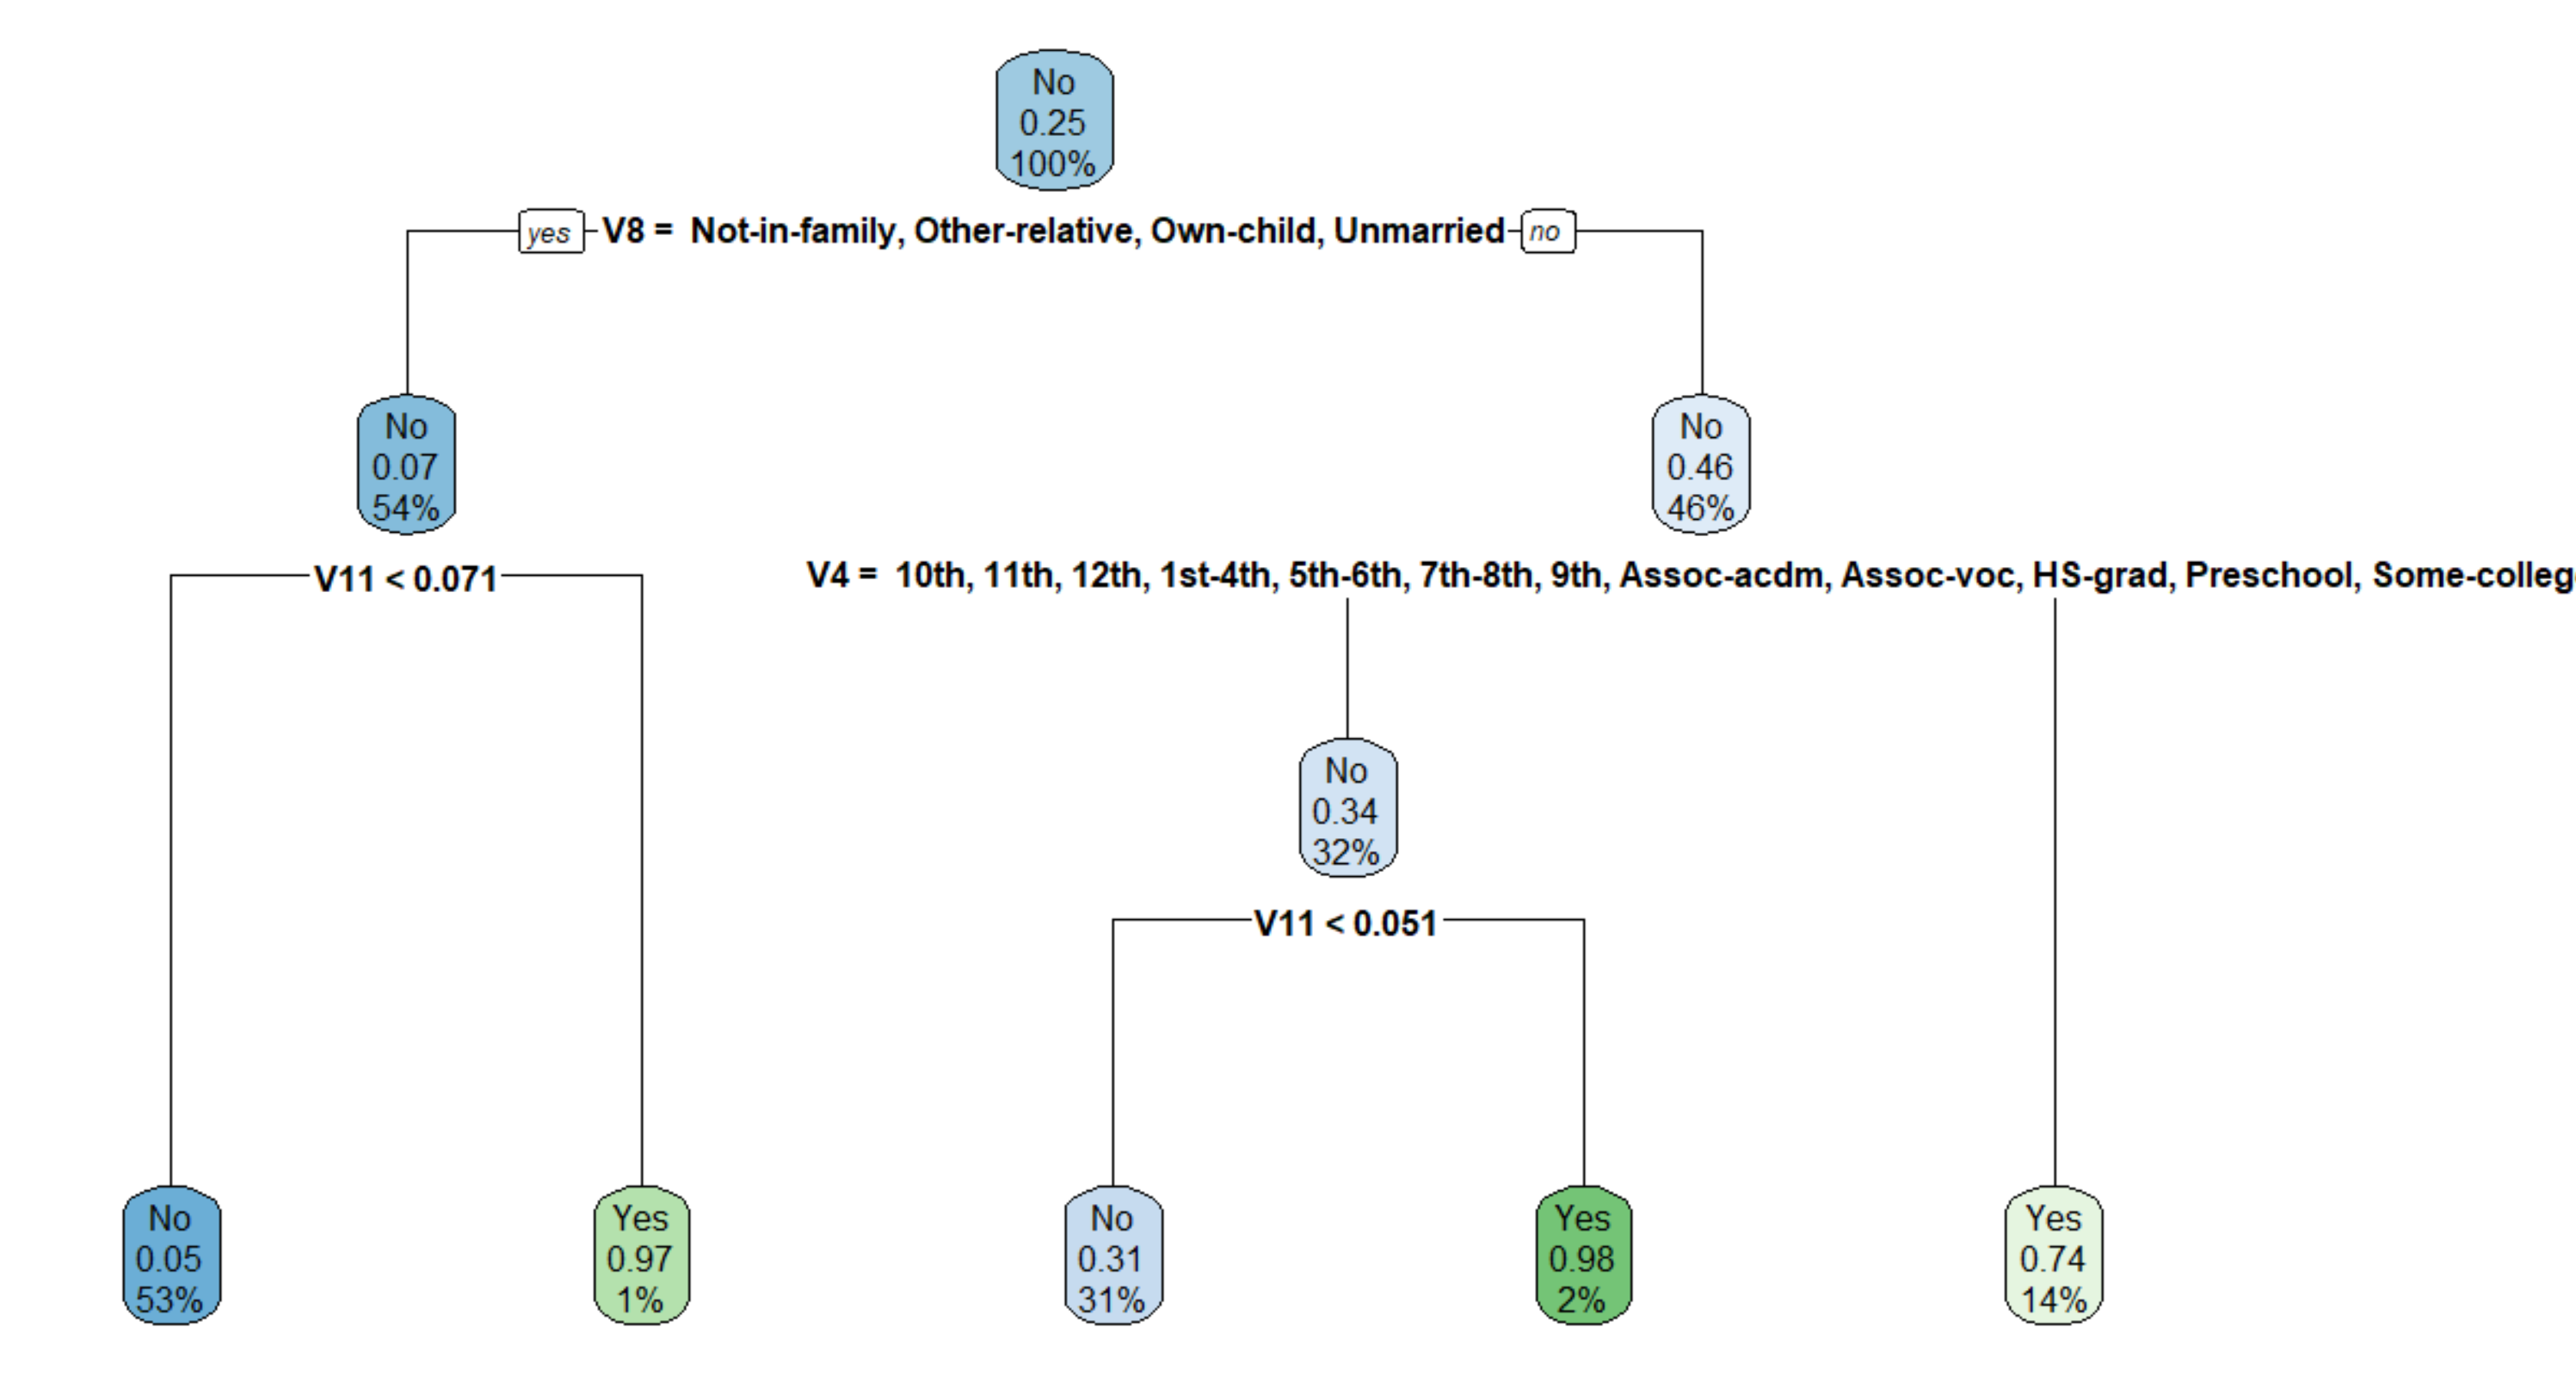 No
0.25
100%
yes V8 = Not-in-family, Other-relative, Own-child, Unmarried no
No
0.07
54%
No
0.46
46%
V11 < 0.071
V4 = 10th, 11th, 12th, 1st-4th, 5th-6th, 7th-8th, 9th, Assoc-acdm, Assoc-voc, HS-grad, Preschool, Some-colleg
No
0.34
32%
V11 < 0.051
No
0.05
53%
Yes
0.97
1%
No
0.31
31%
Yes
0.98
2%
Yes
0.74
14%